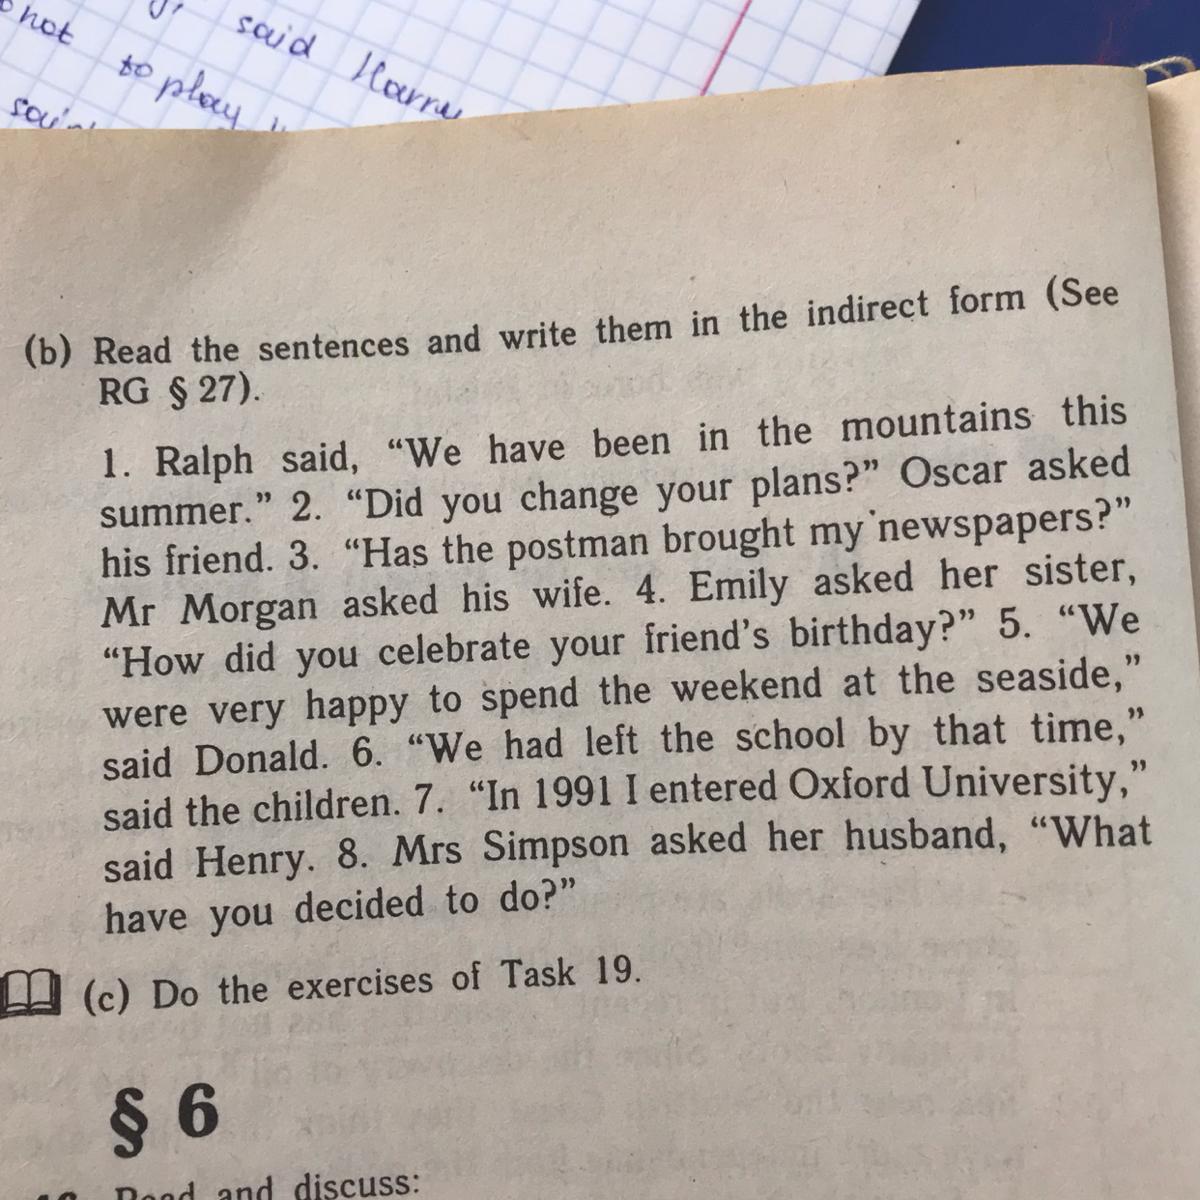 not
said Harry
to play
(b) Read the sentences and write them in the indirect form (See
RG § 27).
1. Ralph said, “We have been in the mountains this
summer.” 2. “Did you change your plans?” Oscar asked
his friend. 3. “Has the postman brought my newspapers?”
Mr Morgan asked his wife. 4. Emily asked her sister,
“How did you celebrate your friend’s birthday?” 5. “We
were very happy to spend the weekend at the seaside,”
said Donald. 6. “We had left the school by that time,”
said the children. 7. “In 1991 I entered Oxford University,”
said Henry. 8. Mrs Simpson asked her husband, “What
have you decided to do?”
(c) Do the exercises of Task 19.
§ 6
Read and discuss: